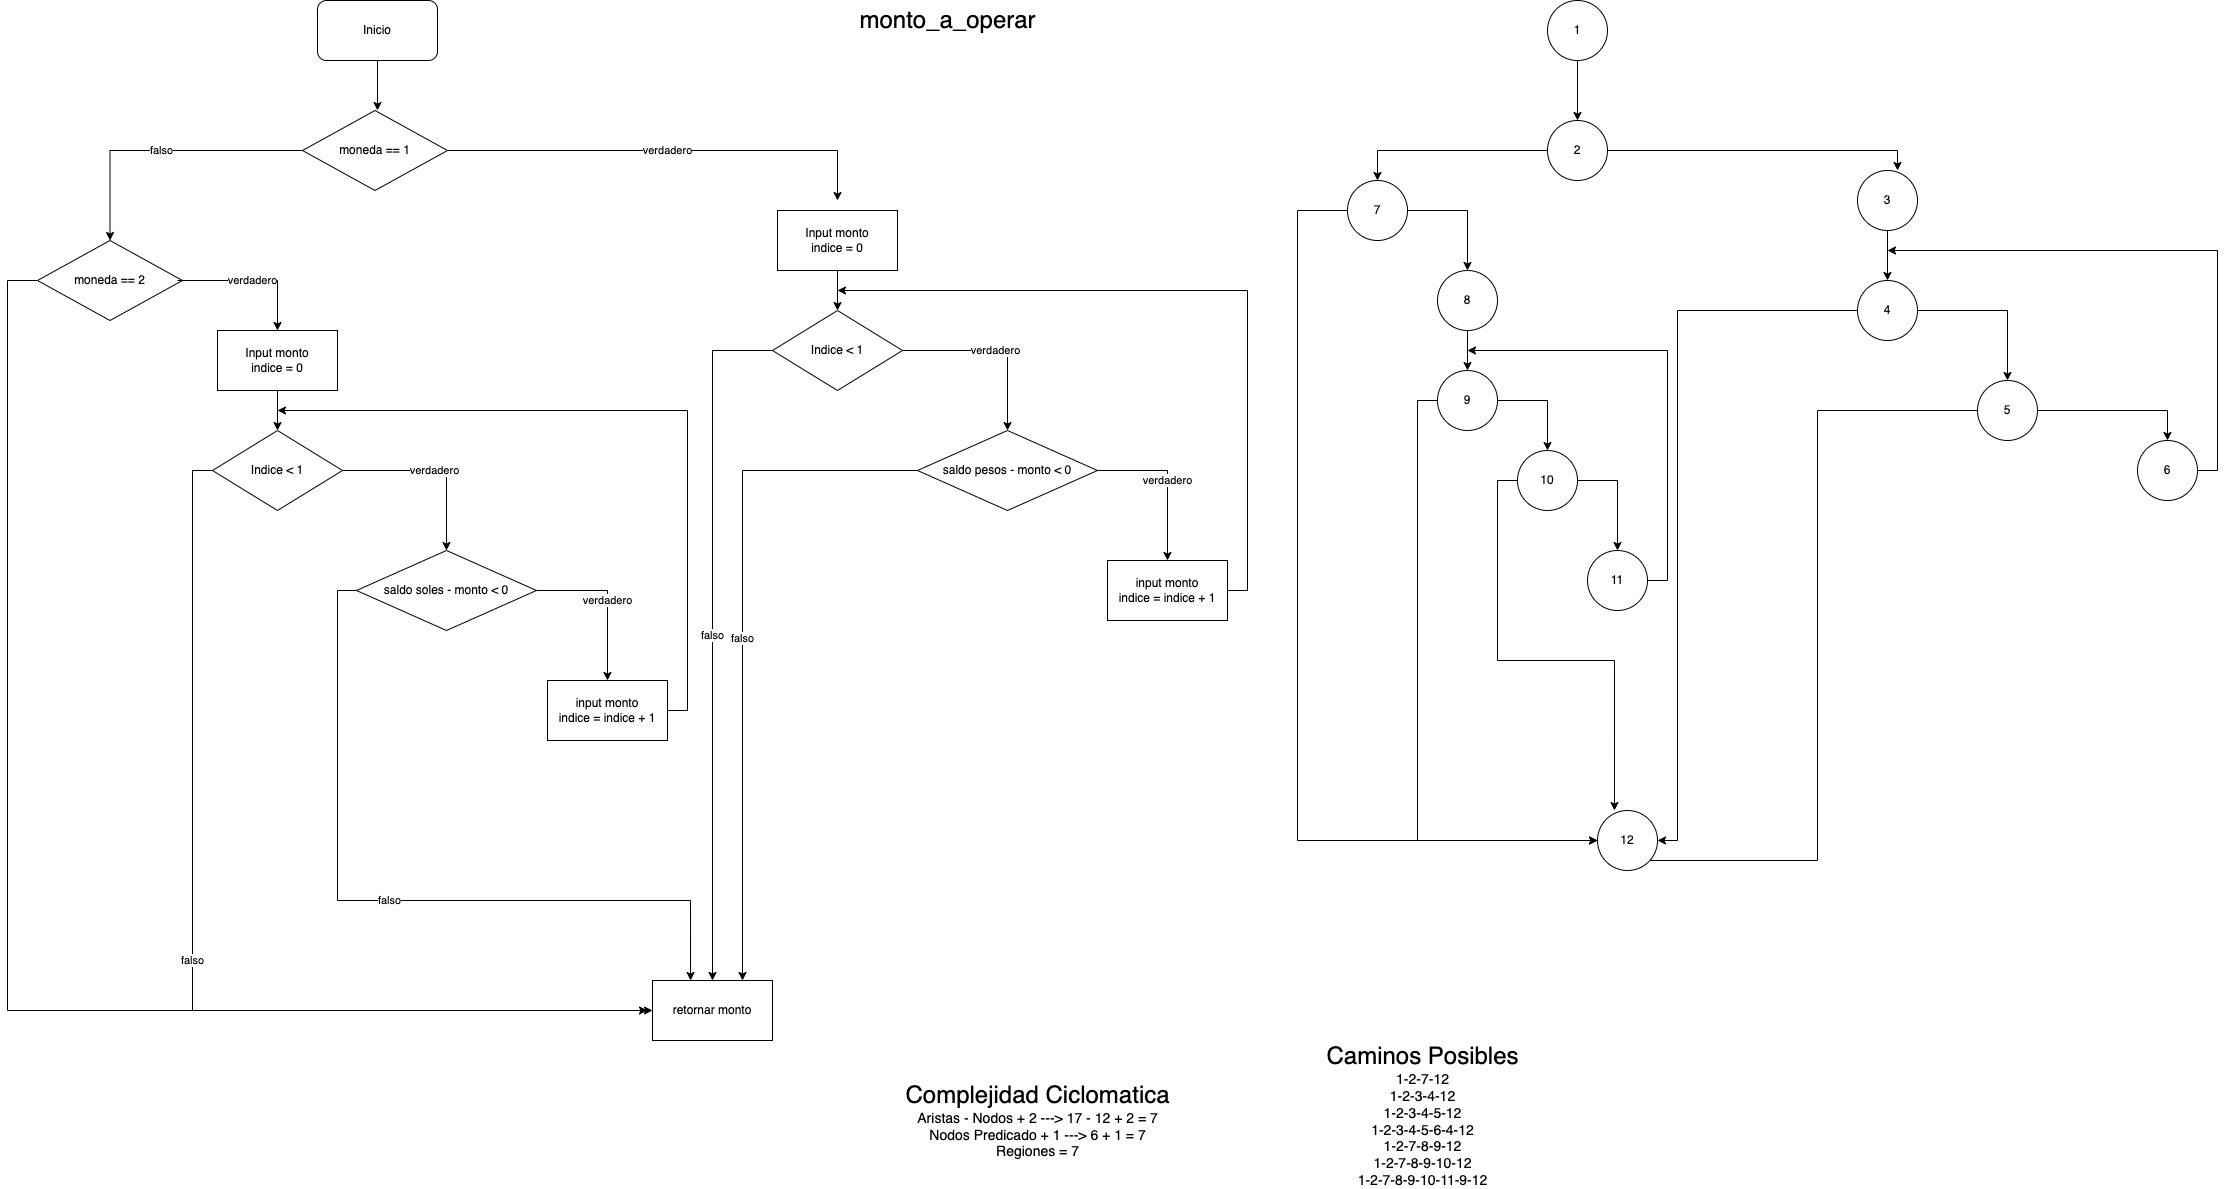 monto_a_operar
Inicio
moneda == 1
falso
verdadero
moneda == 2
verdadero
Input monto
indice = 0
Input monto
indice = 0
Indice < 1
verdadero
Indice < 1
verdadero
saldo pesos - monto < 0
verdadero
saldo soles - monto < 0
verdadero
input monto
indice = indice + 1
falso
falso
input monto
indice = indice + 1
falso
falso
retornar monto
1
2
3
7
8
4
9
5
10
6
11
12
Complejidad Ciclomatica
Aristas - Nodos + 2 ---> 17 - 12 + 2 = 7
Nodos Predicado + 1 ---> 6 + 1 = 7
Regiones = 7
Caminos Posibles
1-2-7-12
1-2-3-4-12
1-2-3-4-5-12
1-2-3-4-5-6-4-12
1-2-7-8-9-12
1-2-7-8-9-10-12
1-2-7-8-9-10-11-9-12